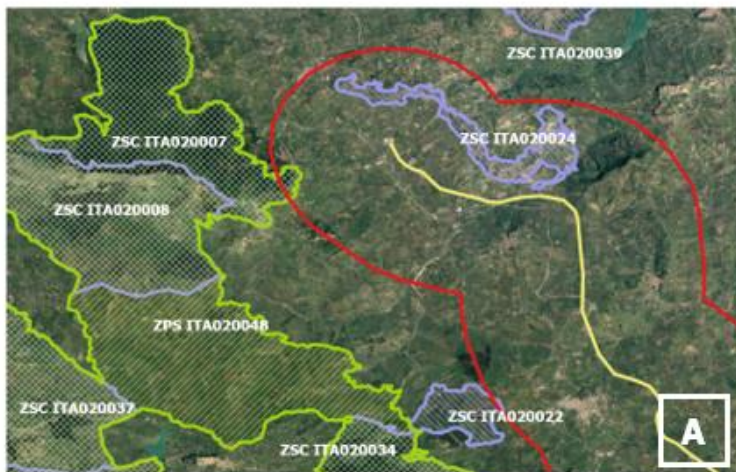 ZSC ITA020039
ZSC ITA020007
ZSC ITA020024
ZSC ITA020008
ZPS ITA020048
ZSC ITA020037
ZSC ITA020022
ZSC ITA020034
A